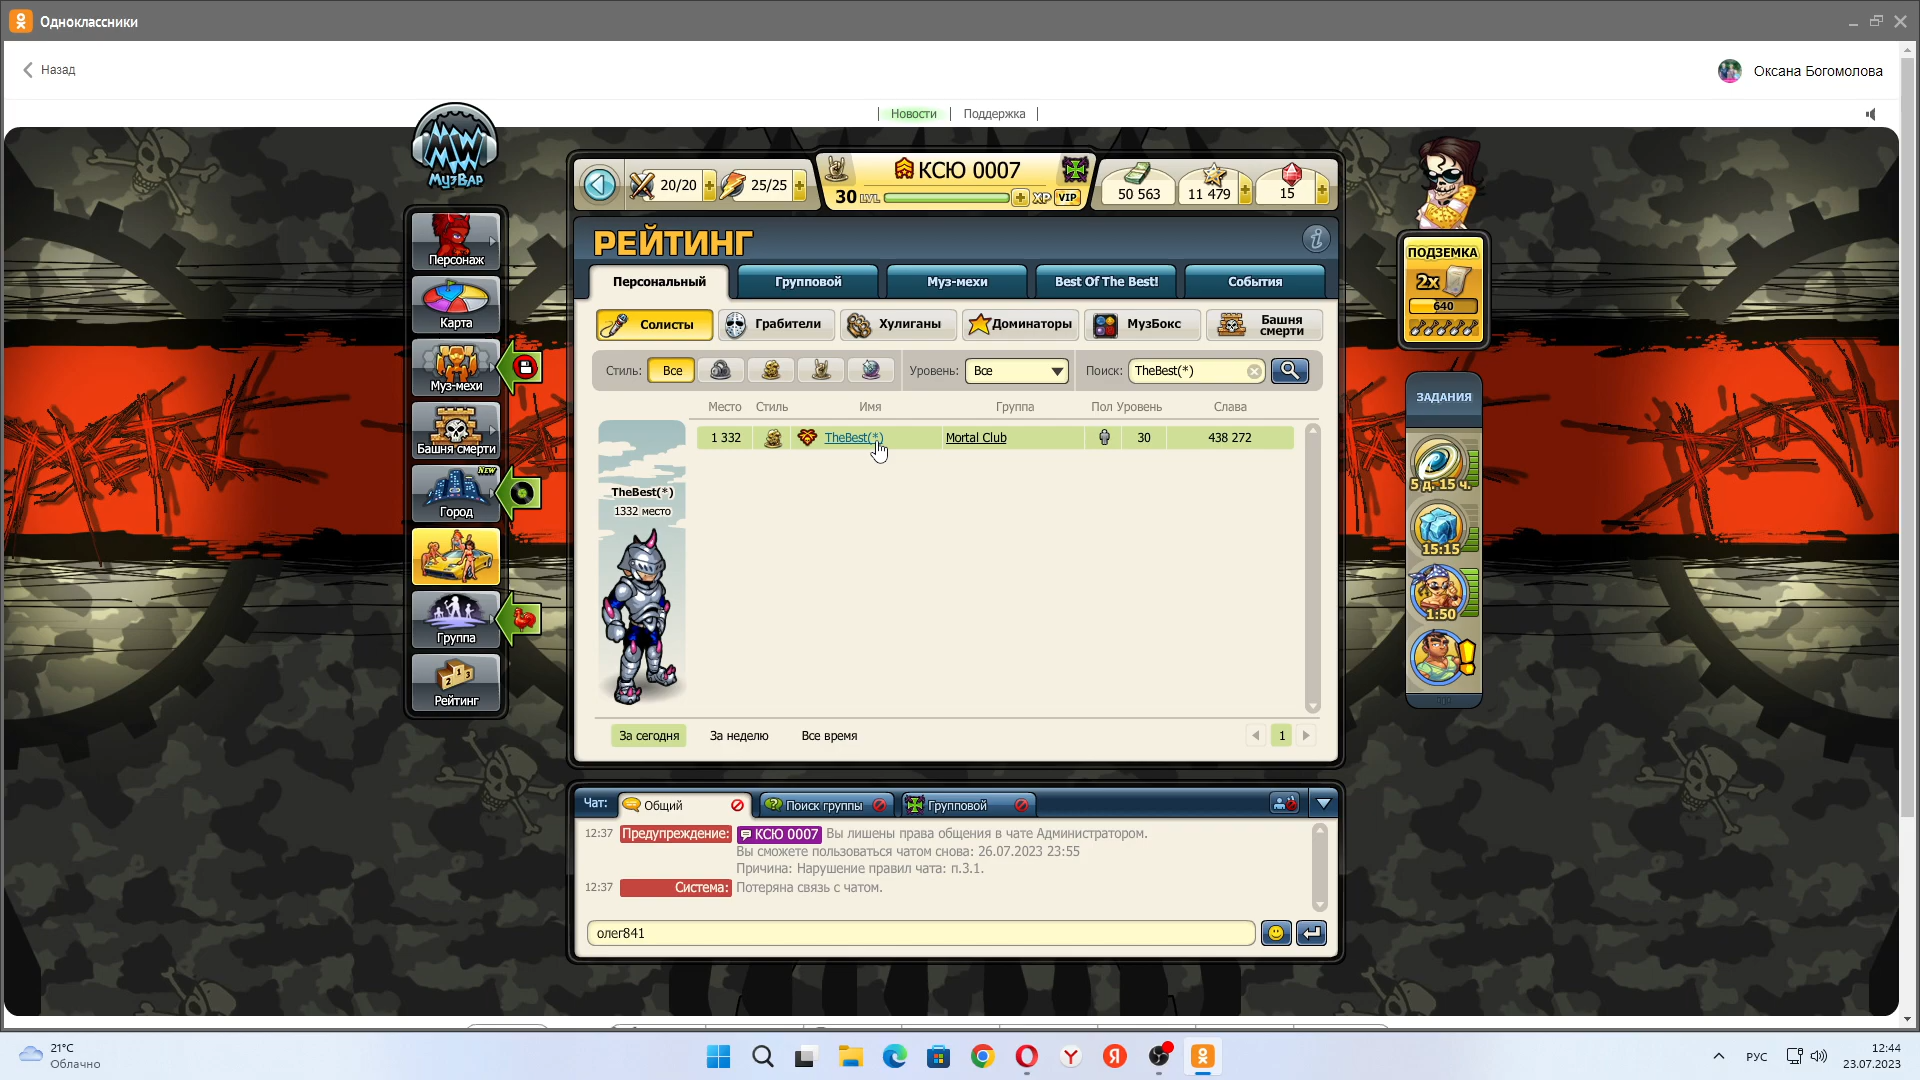 Одноклассники
Назад
Оксана Богомолова
Новости
Поддержка
MW
МузВар
20/20
25/25
КСЮ 0007
30 LVL
XP
VIP
50 563
11 479
15
РЕЙТИНГ
Персональный
Групповой
Муз-мехи
Best Of The Best!
События
Солисты
Грабители
Хулиганы
Доминаторы
МузБокс
Башня смерти
Стиль:
Все
Уровень:
Все
Поиск:
TheBest(*)
Место
Стиль
Имя
Группа
Пол
Уровень
Слава
1 332
TheBest(*)
Mortal Club
30
438 272
TheBest(*)
1332 место
За сегодня
За неделю
Все время
1
Персонаж
Карта
Муз-мехи
Башня смерти
NEW
Город
Группа
Рейтинг
ПОДЗЕМКА
2x
640
ЗАДАНИЯ
5 д. 15 ч.
15:15
1:50
Чат:
Общий
Поиск группы
Групповой
12:37 Предупреждение: КСЮ 0007 Вы лишены права общения в чате Администратором.
Вы сможете пользоваться чатом снова: 26.07.2023 23:55
Причина: Нарушение правил чата: п.3.1.
12:37 Система: Потеряна связь с чатом.
олег841
21°C
Облачно
РУС
12:44
23.07.2023